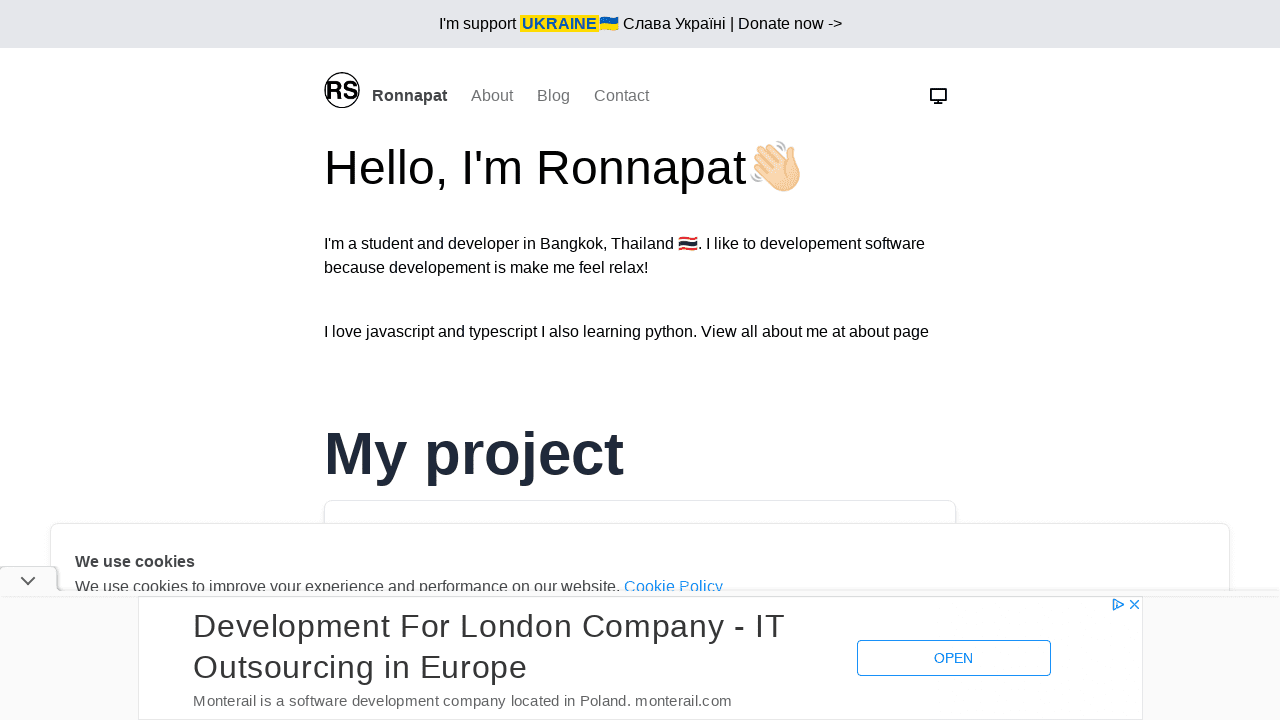 I'm support UKRAINE🇺🇦 Слава Україні | Donate now ->
RS Ronnapat About Blog Contact
Hello, I'm Ronnapat👋🏻
I'm a student and developer in Bangkok, Thailand 🇹🇭. I like to developement software
because developement is make me feel relax!
I love javascript and typescript I also learning python. View all about me at about page
My project
We use cookies
We use cookies to improve your experience and performance on our website. Cookie Policy
Development For London Company - IT
Outsourcing in Europe
OPEN
Monterail is a software development company located in Poland. monterail.com